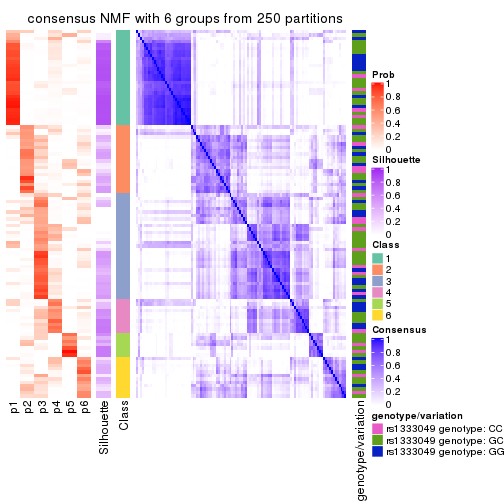 consensus NMF with 6 groups from 250 partitions
Prob
1
0.8
0.6
0.4
0.2
0
Silhouette
1
0.8
0.6
0.4
0.2
0
Class
1
2
3
4
5
6
Consensus
1
0.8
0.6
0.4
0.2
0
genotype/variation
rs1333049 genotype: CC
rs1333049 genotype: GC
rs1333049 genotype: GG
p1
p2
p3
p4
p5
p6
Silhouette
Class
genotype/variation